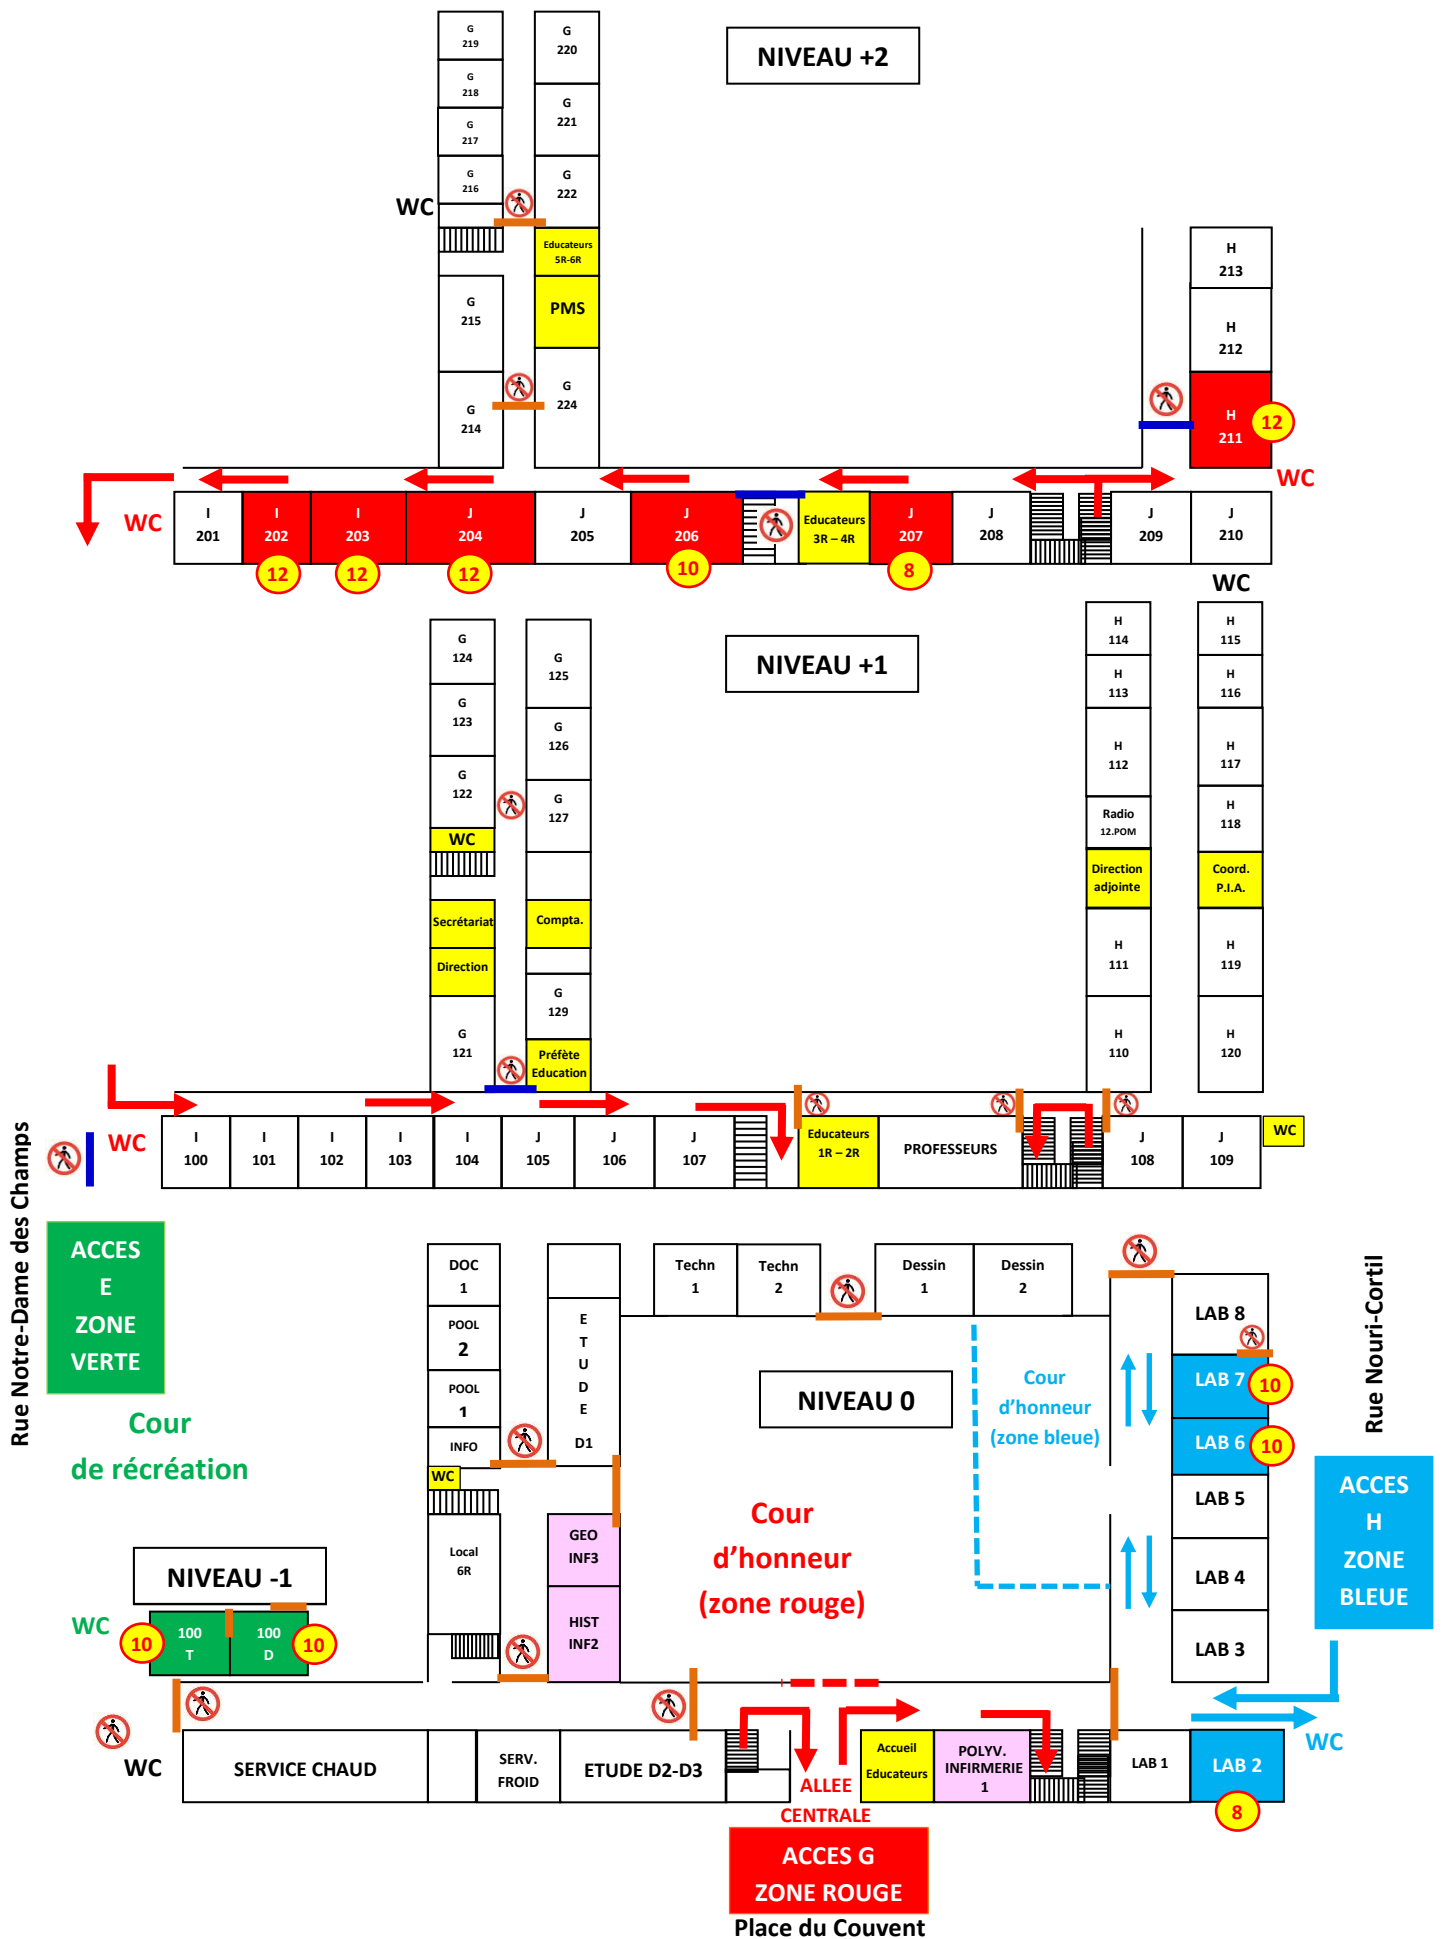 NIVEAU +2
G
219
G
218
G
217
G
216
WC
G
220
G
221
G
222
Educateurs
5R-6R
PMS
G
215
G
214
G
224
H
213
H
212
H
211
12
WC
WC
I
201
I
202
12
I
203
12
J
204
12
J
205
J
206
10
Educateurs
3R – 4R
J
207
8
J
208
J
209
J
210
WC
NIVEAU +1
G
124
G
123
G
122
WC
Secrétariat
Direction
G
121
G
125
G
126
G
127
Compta.
G
129
Préfète
Education
H
114
H
113
H
112
Radio
12.POM
Direction
adjointe
H
111
H
110
H
115
H
116
H
117
H
118
Coord.
P.I.A.
H
119
H
120
WC
I
100
I
101
I
102
I
103
I
104
J
105
J
106
J
107
Educateurs
1R – 2R
PROFESSEURS
J
108
J
109
WC
Rue Notre-Dame des Champs
ACCES
E
ZONE
VERTE
Cour
de récréation
NIVEAU -1
WC
10
100
T
100
D
10
WC
DOC
1
POOL
2
POOL
1
INFO
WC
Local
6R
E
T
U
D
E
D1
GEO
INF3
HIST
INF2
Techn
1
Techn
2
Dessin
1
Dessin
2
NIVEAU 0
Cour
d’honneur
(zone bleue)
Cour
d’honneur
(zone rouge)
LAB 8
LAB 7
10
LAB 6
10
LAB 5
LAB 4
LAB 3
Rue Nouri-Cortil
ACCES
H
ZONE
BLEUE
WC
SERVICE CHAUD
SERV.
FROID
ETUDE D2-D3
ALLEE
CENTRALE
Accueil
Educateurs
POLYV.
INFIRMERIE
1
LAB 1
LAB 2
8
ACCES G
ZONE ROUGE
Place du Couvent